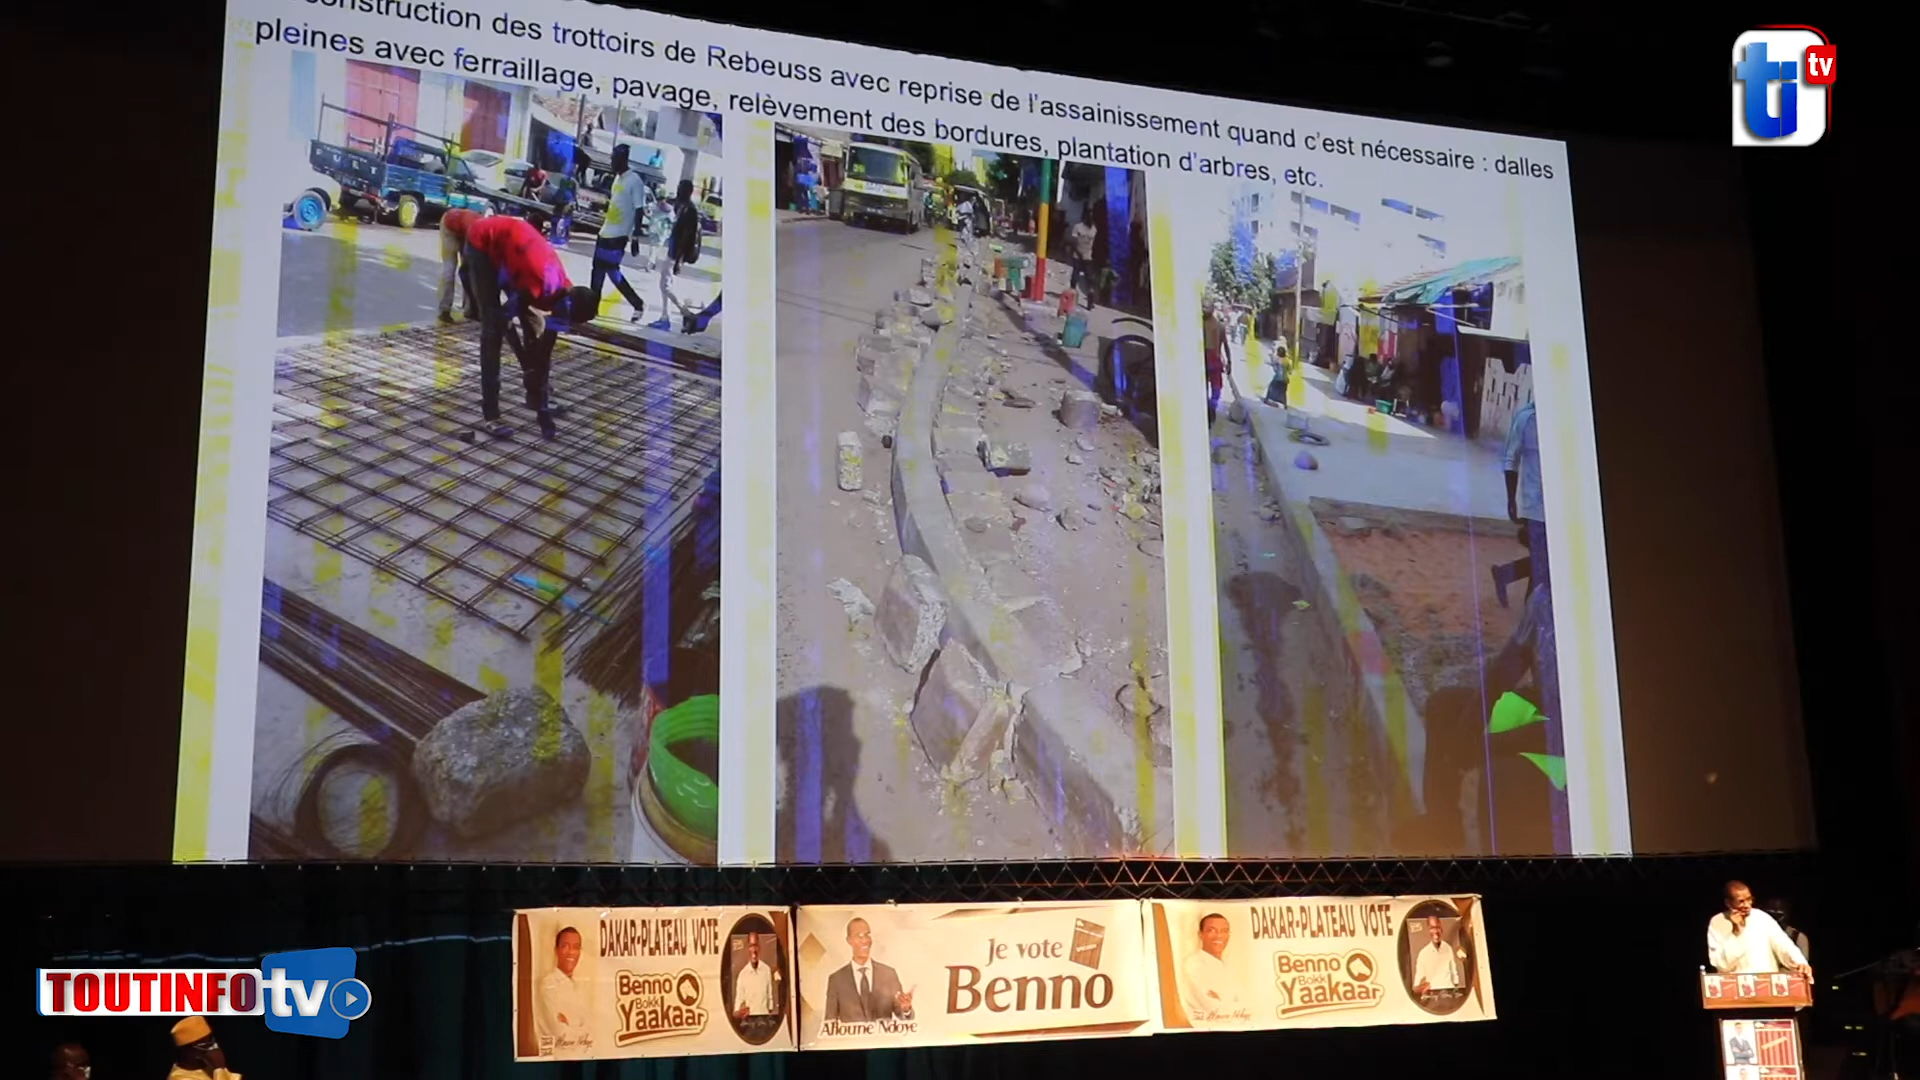 construction des trottoirs de Rebeuss avec reprise de l'assainissement quand c'est nécessaire : dalles
pleines avec ferraillage, pavage, relèvement des bordures, plantation d'arbres, etc.
ti tv
DAKAR-PLATEAU VOTE
Benno
Bokk
Yaakaar
Alioune Ndoye
Je vote
Benno
DAKAR-PLATEAU VOTE
Benno
Bokk
Yaakaar
TOUTINFO tv